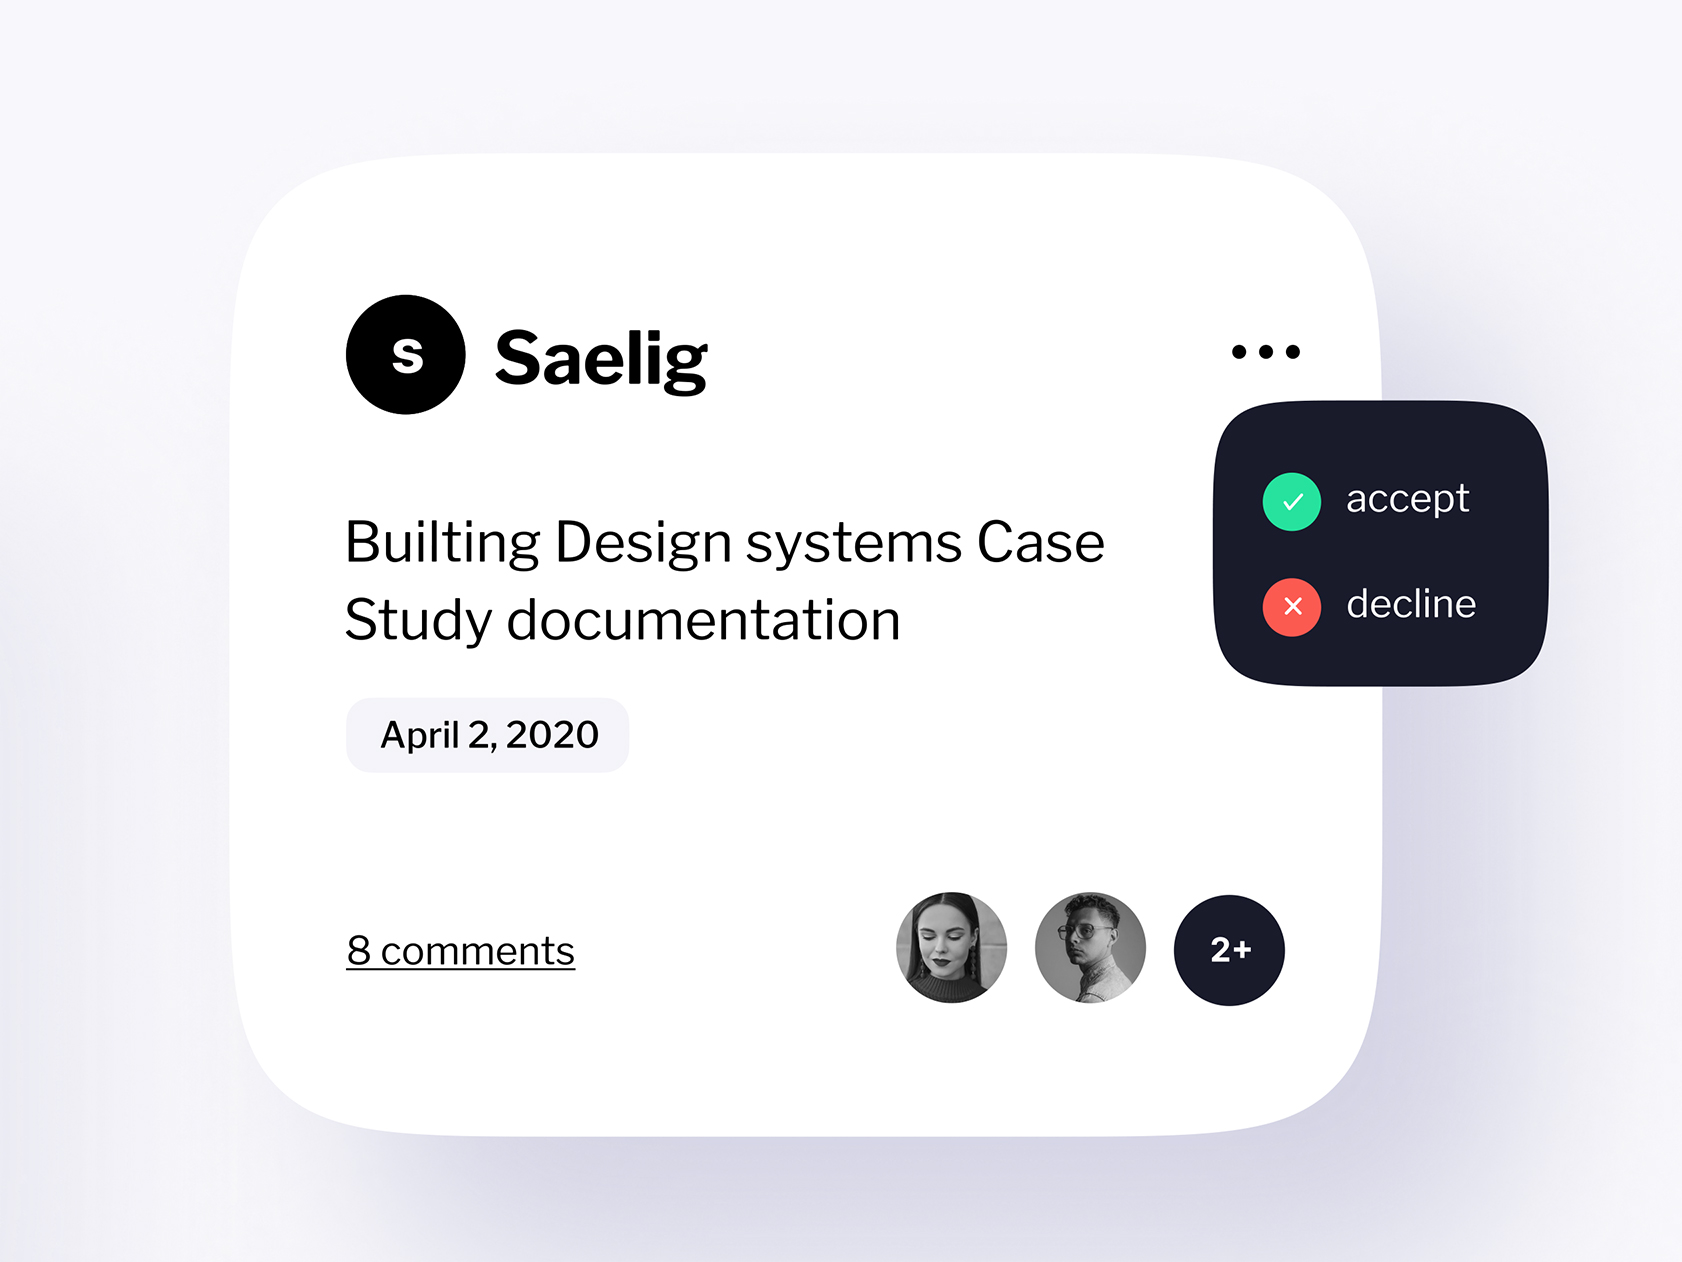 S
Saelig
accept
decline
Builting Design systems Case
Study documentation
April 2, 2020
8 comments
2+